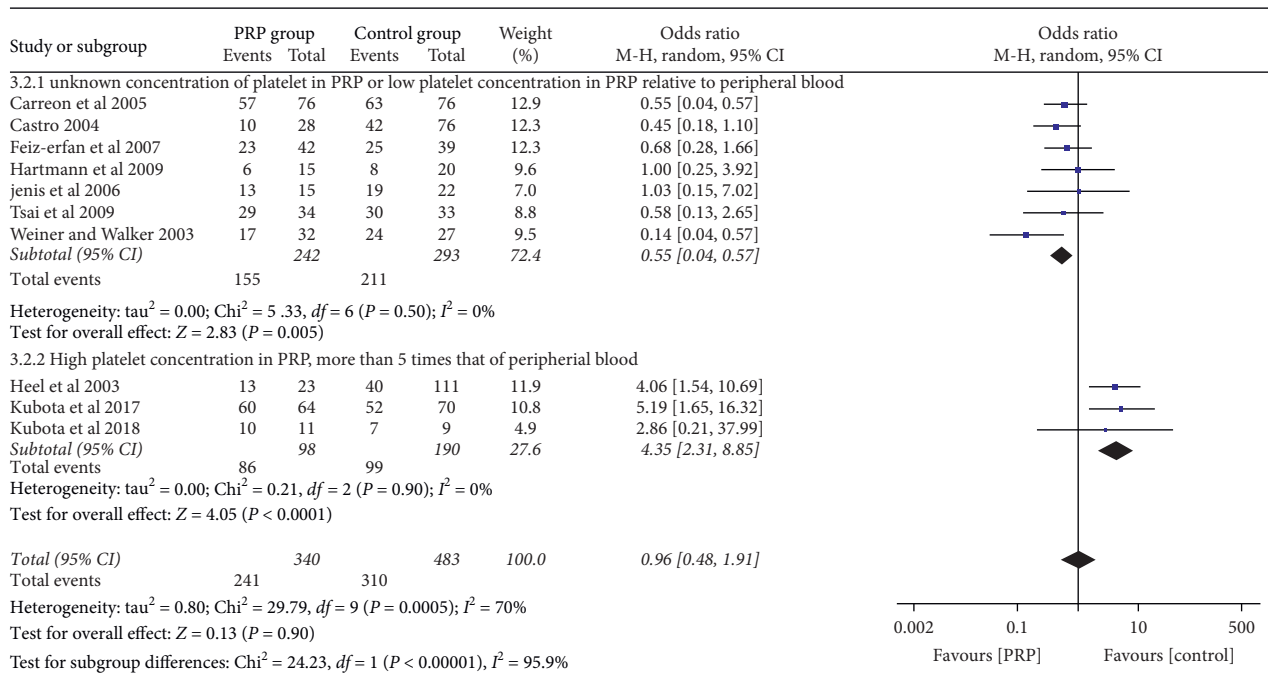 Study or subgroup PRP group Control group Weight Odds ratio Odds ratio
Events Total Events Total (%) M-H, random, 95% CI M-H, random, 95% CI
3.2.1 unknown concentration of platelet in PRP or low platelet concentration in PRP relative to peripheral blood
Carreon et al 2005 57 76 63 76 12.9 0.55 [0.04, 0.57]
Castro 2004 10 28 42 76 12.3 0.45 [0.18, 1.10]
Feiz-erfan et al 2007 23 42 25 39 12.3 0.68 [0.28, 1.66]
Hartmann et al 2009 6 15 8 20 9.6 1.00 [0.25, 3.92]
jenis et al 2006 13 15 19 22 7.0 1.03 [0.15, 7.02]
Tsai et al 2009 29 34 30 33 8.8 0.58 [0.13, 2.65]
Weiner and Walker 2003 17 32 24 27 9.5 0.14 [0.04, 0.57]
Subtotal (95% CI) 242 293 72.4 0.55 [0.04, 0.57]
Total events 155 211
Heterogeneity: tau² = 0.00; Chi² = 5 .33, df = 6 (P = 0.50); I² = 0%
Test for overall effect: Z = 2.83 (P = 0.005)
3.2.2 High platelet concentration in PRP, more than 5 times that of peripherial blood
Heel et al 2003 13 23 40 111 11.9 4.06 [1.54, 10.69]
Kubota et al 2017 60 64 52 70 10.8 5.19 [1.65, 16.32]
Kubota et al 2018 10 11 7 9 4.9 2.86 [0.21, 37.99]
Subtotal (95% CI) 98 190 27.6 4.35 [2.31, 8.85]
Total events 86 99
Heterogeneity: tau² = 0.00; Chi² = 0.21, df = 2 (P = 0.90); I² = 0%
Test for overall effect: Z = 4.05 (P < 0.0001)
Total (95% CI) 340 483 100.0 0.96 [0.48, 1.91]
Total events 241 310
Heterogeneity: tau² = 0.80; Chi² = 29.79, df = 9 (P = 0.0005); I² = 70%
Test for overall effect: Z = 0.13 (P = 0.90)
Test for subgroup differences: Chi² = 24.23, df = 1 (P < 0.00001), I² = 95.9%
0.002 0.1 10 500
Favours [PRP] Favours [control]